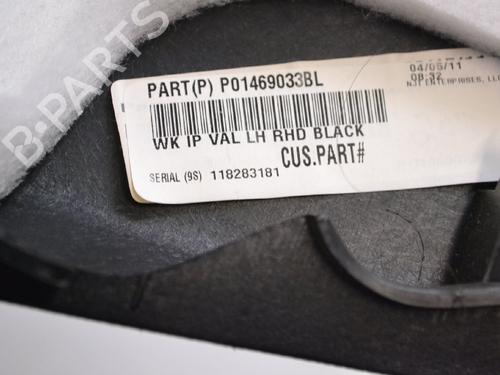 PART(P) P01469033BL
WK IP VAL LH RHD BLACK
CUS.PART#
SERIAL (9S) 118283181
04/05/11
08:32
NJT ENTERPRISES, LLC
B-PARTS